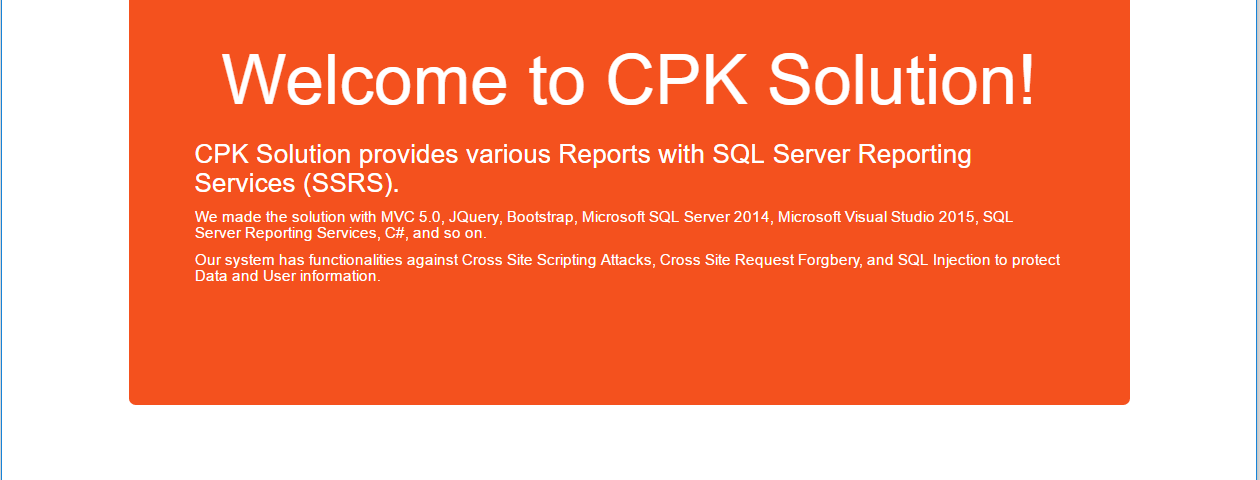 Welcome to CPK Solution!
CPK Solution provides various Reports with SQL Server Reporting
Services (SSRS).
We made the solution with MVC 5.0, JQuery, Bootstrap, Microsoft SQL Server 2014, Microsoft Visual Studio 2015, SQL
Server Reporting Services, C#, and so on.
Our system has functionalities against Cross Site Scripting Attacks, Cross Site Request Forgbery, and SQL Injection to protect
Data and User information.